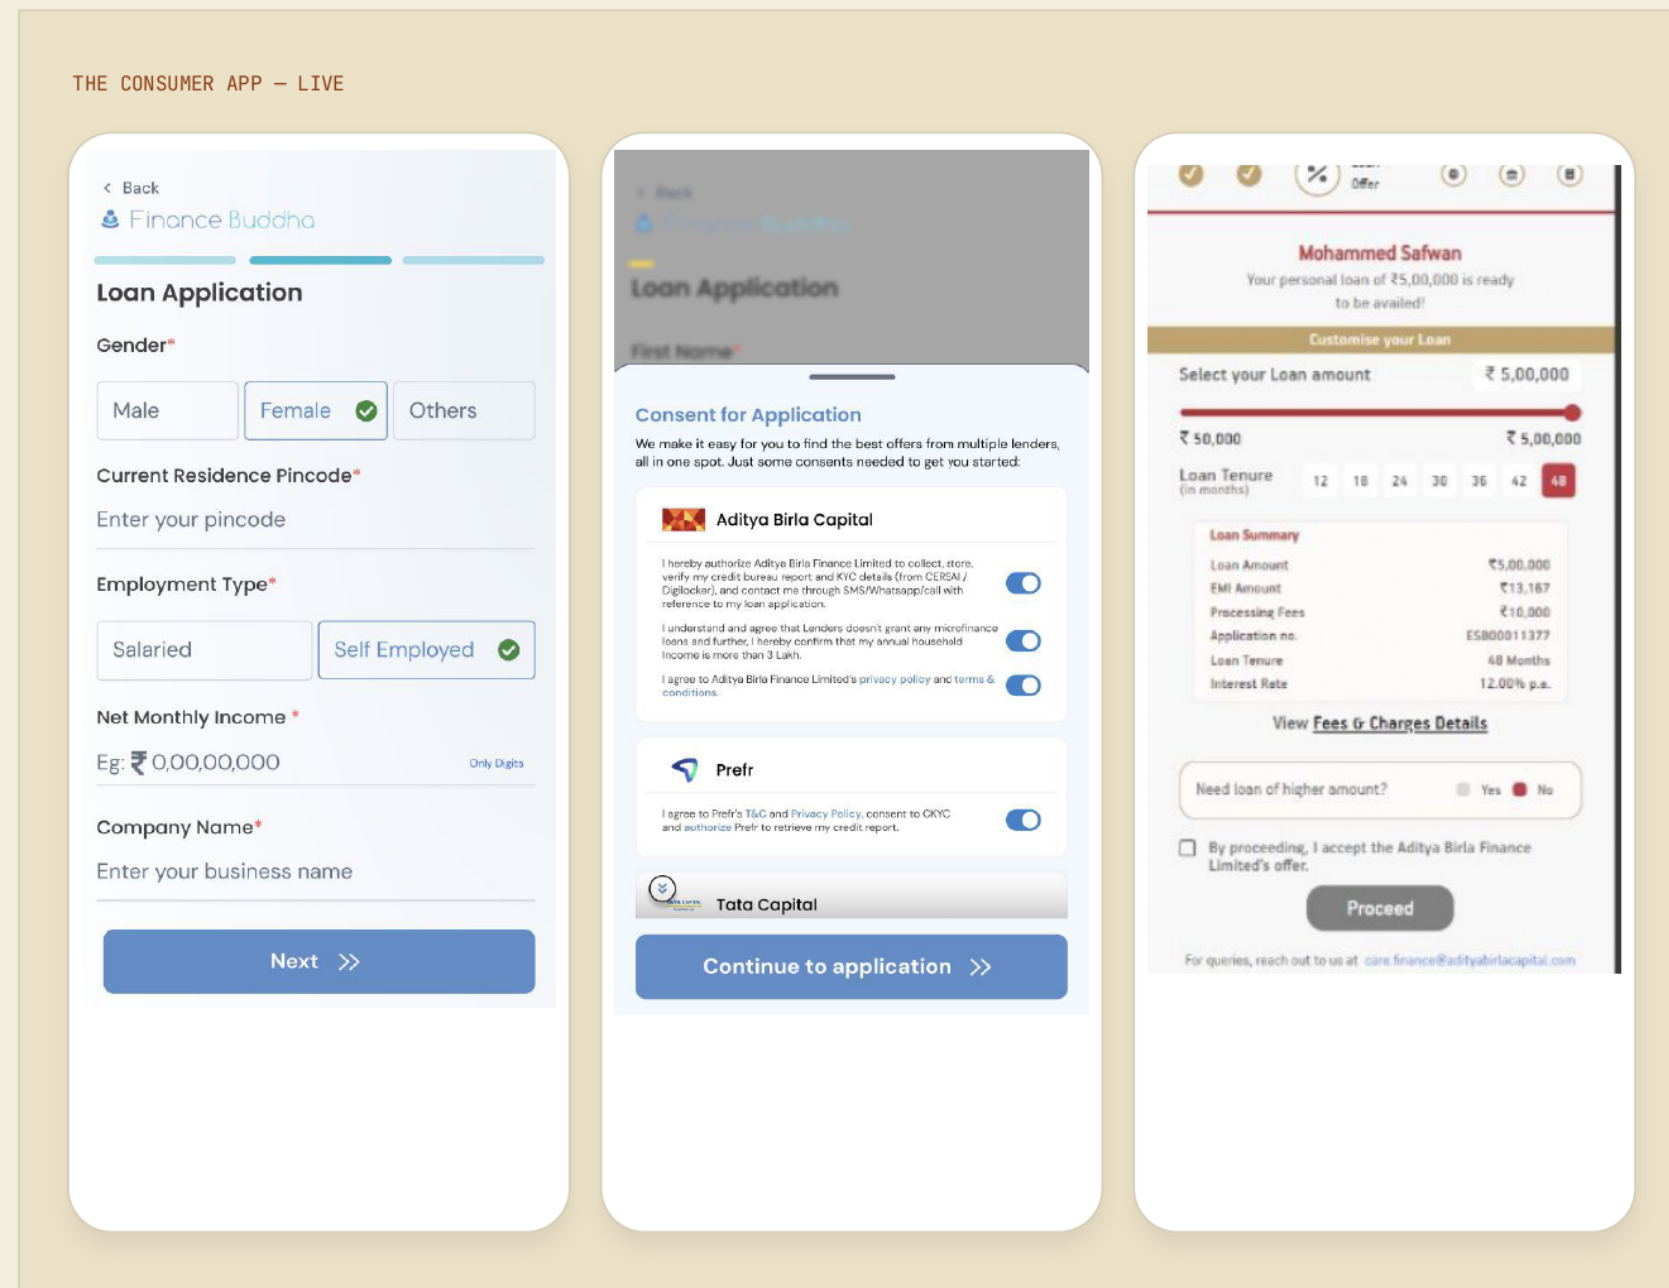 THE CONSUMER APP — LIVE
< Back
Finance Buddha
Loan Application
Gender*
Male
Female
Others
Current Residence Pincode*
Enter your pincode
Employment Type*
Salaried
Self Employed
Net Monthly Income *
Eg: ₹ 0,00,00,000
Only Digits
Company Name*
Enter your business name
Next >>
< Back
Finance Buddha
Loan Application
First Name*
Consent for Application
We make it easy for you to find the best offers from multiple lenders,
all in one spot. Just some consents needed to get you started:
Aditya Birla Capital
I hereby authorize Aditya Birla Finance Limited to collect, store,
verify my credit bureau report and KYC details (from CERSAI /
Digilocker), and contact me through SMS/Whatsapp/call with
reference to my loan application.
I understand and agree that Lenders doesn't grant any microfinance
loans and further, I hereby confirm that my annual household
Income is more than 3 Lakh.
I agree to Aditya Birla Finance Limited's privacy policy and terms &
conditions.
Prefr
I agree to Prefr's T&C and Privacy Policy, consent to CKYC
and authorize Prefr to retrieve my credit report.
Tata Capital
Continue to application >>
Offer
Mohammed Safwan
Your personal loan of ₹5,00,000 is ready
to be availed!
Customise your Loan
Select your Loan amount
₹ 5,00,000
₹ 50,000
₹ 5,00,000
Loan Tenure
(in months)
12 18 24 30 36 42 48
Loan Summary
Loan Amount ₹5,00,000
EMI Amount ₹13,167
Processing Fees ₹10,000
Application no. ESB00011377
Loan Tenure 48 Months
Interest Rate 12.00% p.a.
View Fees & Charges Details
Need loan of higher amount?
Yes
No
By proceeding, I accept the Aditya Birla Finance
Limited's offer.
Proceed
For queries, reach out to us at care.finance@adityabirlacapital.com